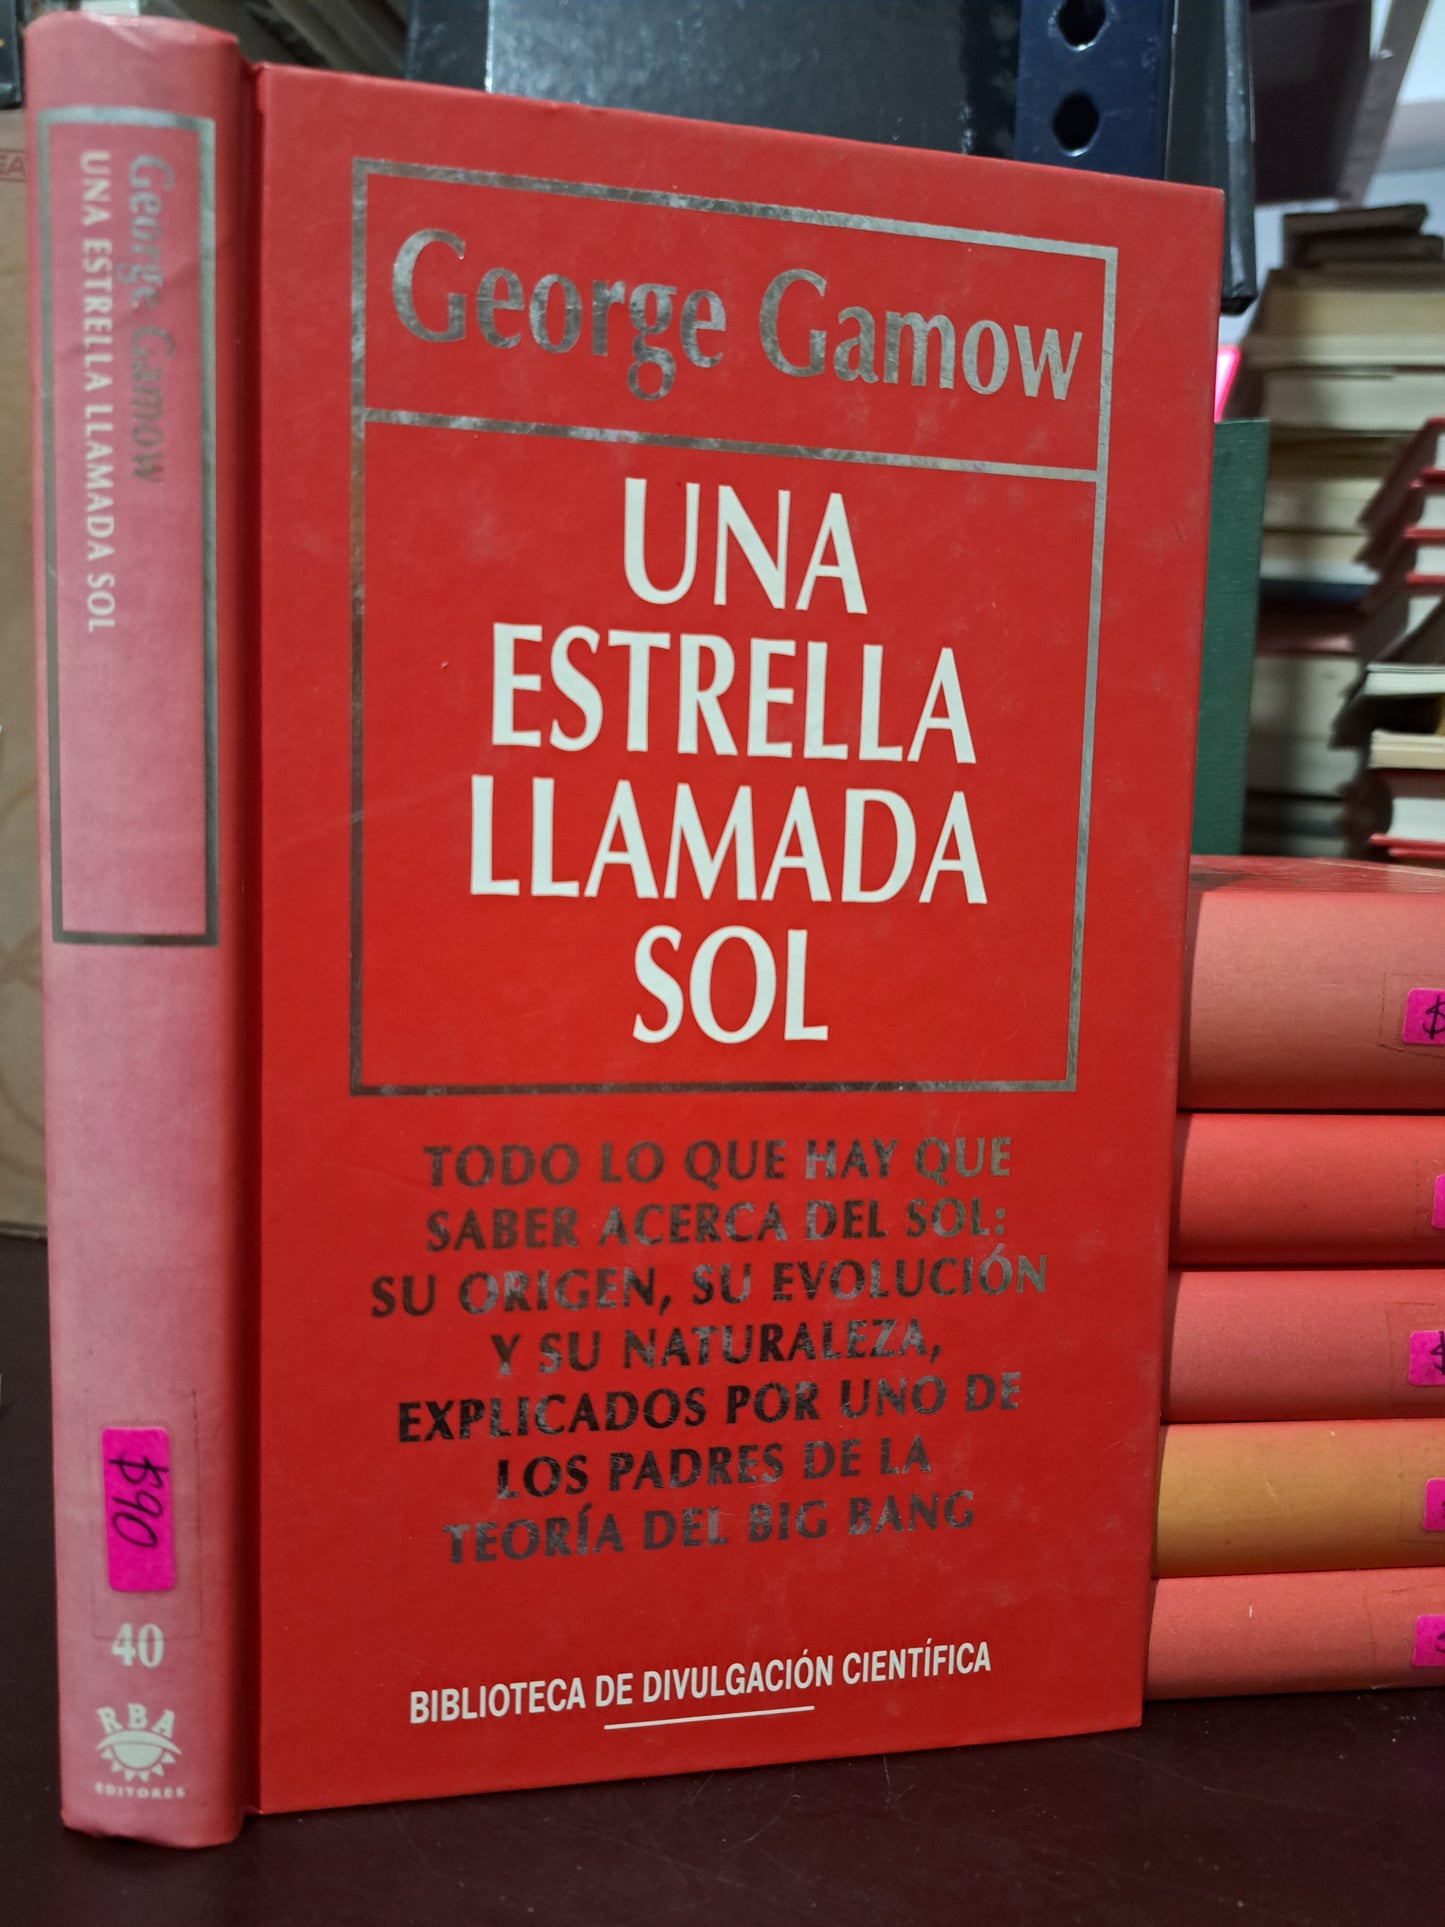 George Gamow
UNA ESTRELLA LLAMADA SOL
$90
40
RBA
EDITORES
George Gamow
UNA
ESTRELLA
LLAMADA
SOL
TODO LO QUE HAY QUE
SABER ACERCA DEL SOL:
SU ORIGEN, SU EVOLUCIÓN
Y SU NATURALEZA,
EXPLICADOS POR UNO DE
LOS PADRES DE LA
TEORÍA DEL BIG BANG
BIBLIOTECA DE DIVULGACIÓN CIENTÍFICA
$